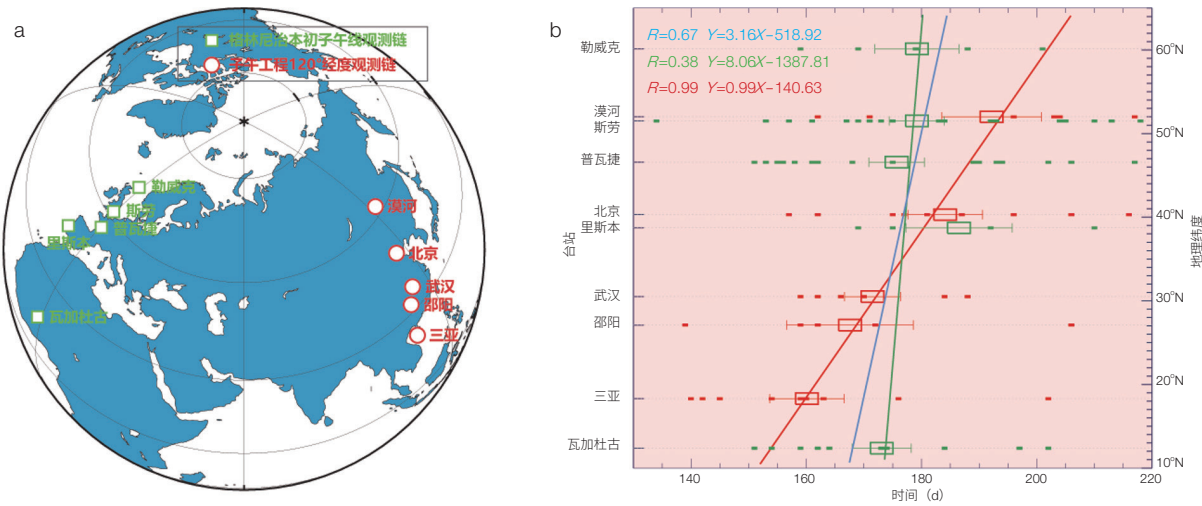 a
格林尼治本初子午线观测链
子午工程120°经度观测链
勒威克
斯劳
里斯本
普瓦捷
瓦加杜古
漠河
北京
武汉
邵阳
三亚
b
R=0.67 Y=3.16X−518.92
R=0.38 Y=8.06X−1387.81
R=0.99 Y=0.99X−140.63
台站
勒威克
漠河
斯劳
普瓦捷
北京
里斯本
武汉
邵阳
三亚
瓦加杜古
60°N
50°N
40°N
30°N
20°N
10°N
地理纬度
140 160 180 200 220
时间（d）